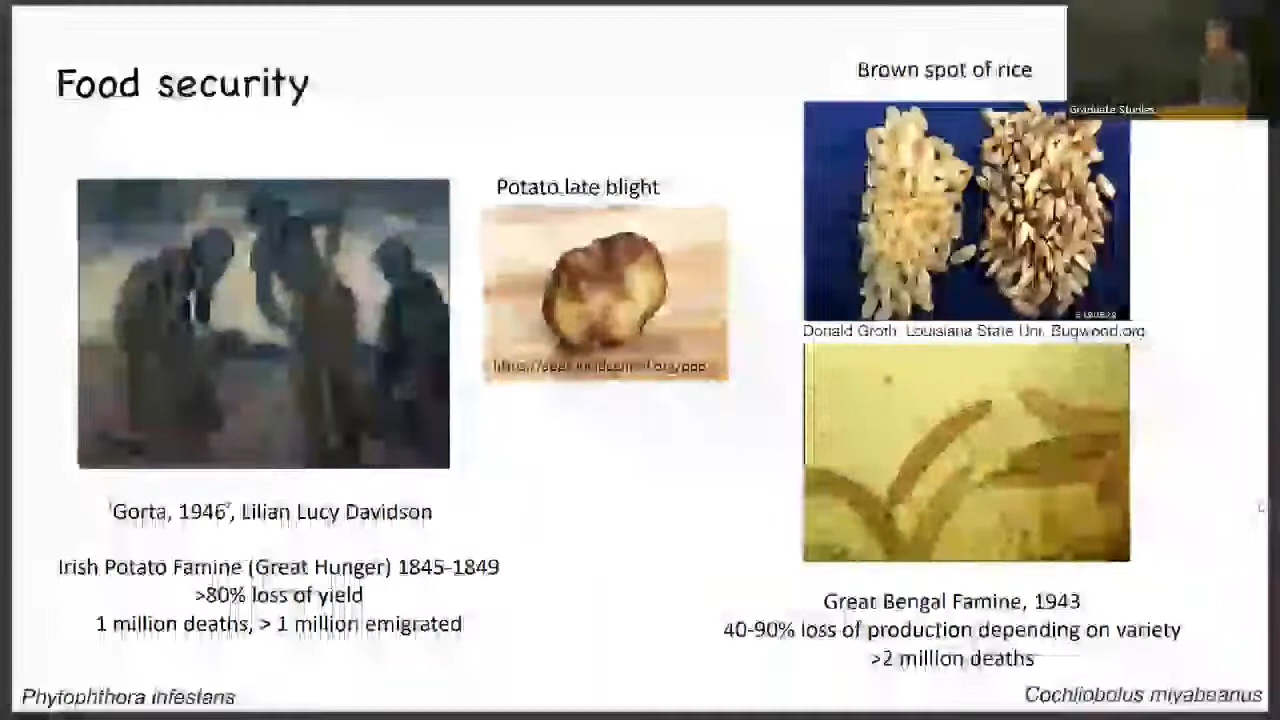 Food security
Brown spot of rice
Graduate Studies
Potato late blight
Donald Groth, Louisiana State Uni. Bugwood.org
'Gorta, 1946', Lilian Lucy Davidson
Irish Potato Famine (Great Hunger) 1845-1849
>80% loss of yield
1 million deaths, > 1 million emigrated
Great Bengal Famine, 1943
40-90% loss of production depending on variety
>2 million deaths
Phytophthora infestans
Cochliobolus miyabeanus